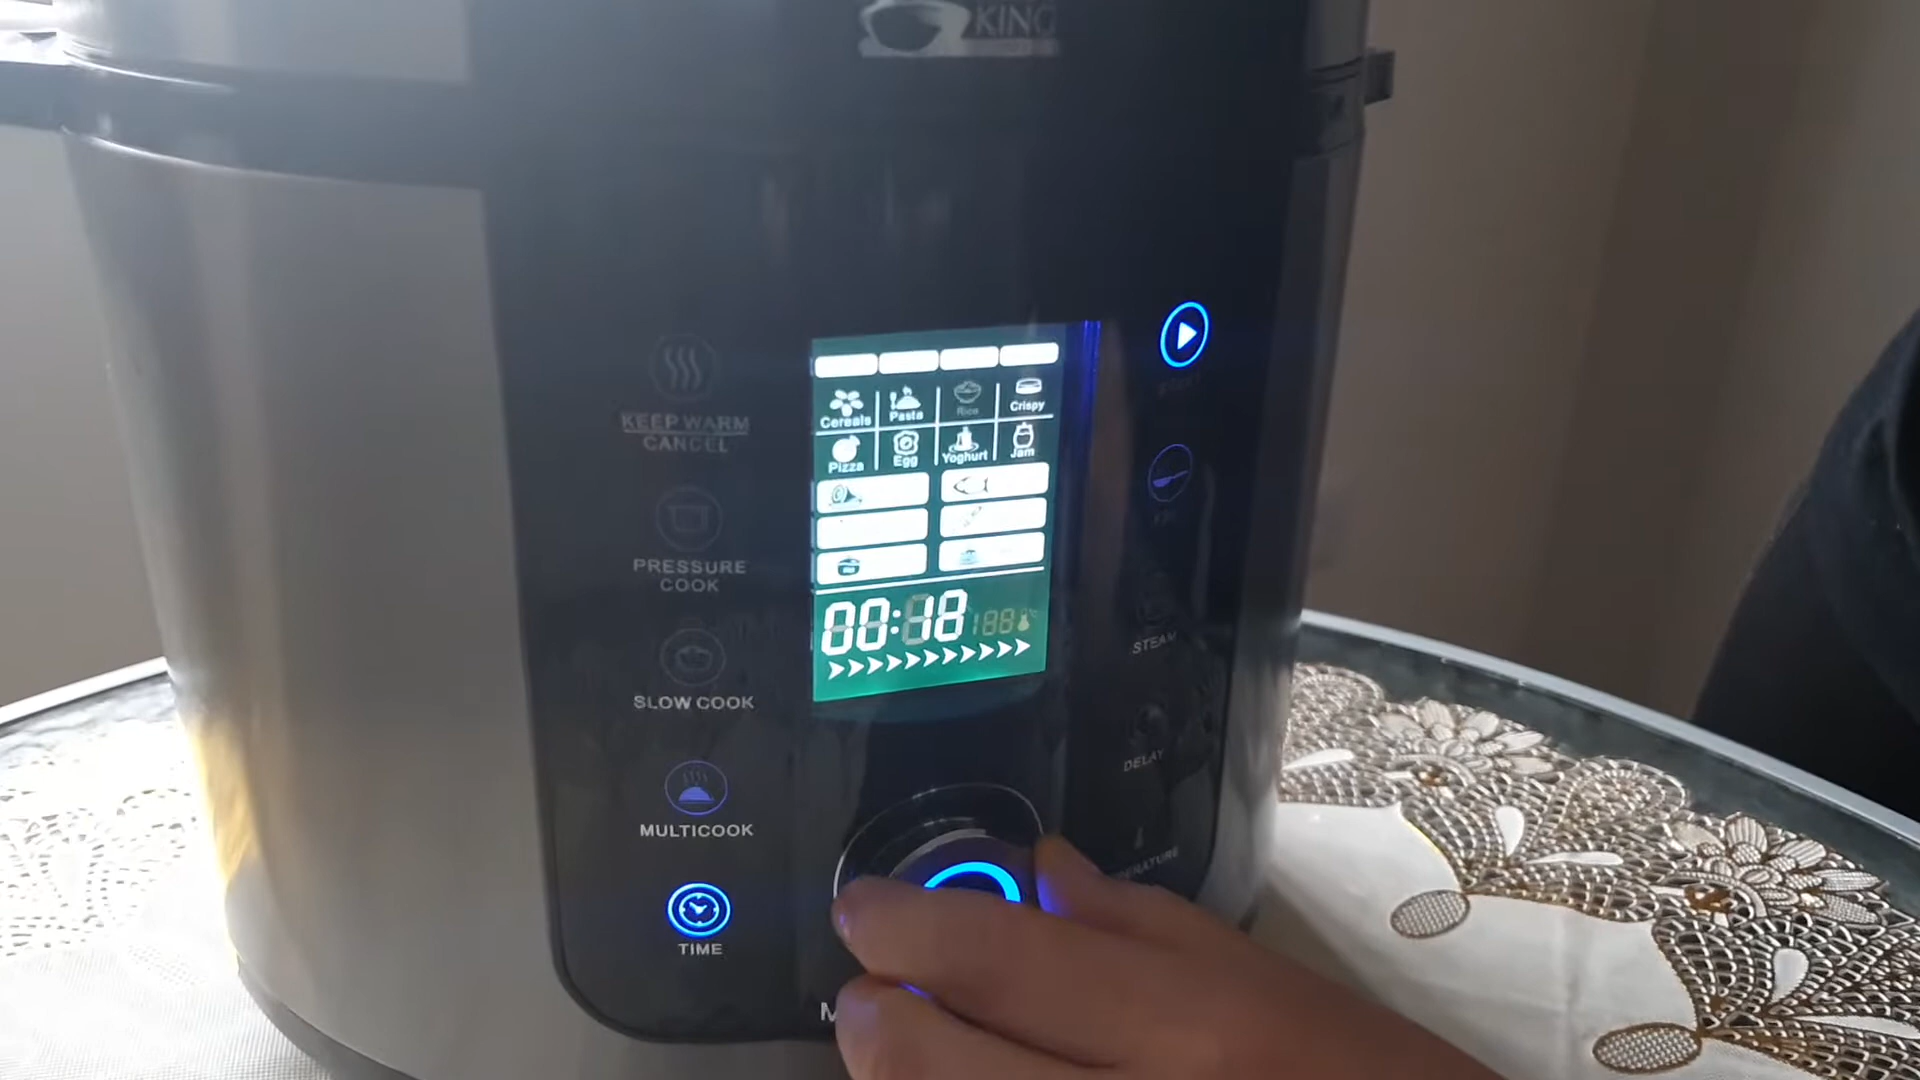 KING
KEEP WARM
CANCEL
PRESSURE
COOK
SLOW COOK
MULTICOOK
TIME
Cereals
Pasta
Rice
Crispy
Pizza
Egg
Yoghurt
Jam
00:18
STEAM
DELAY